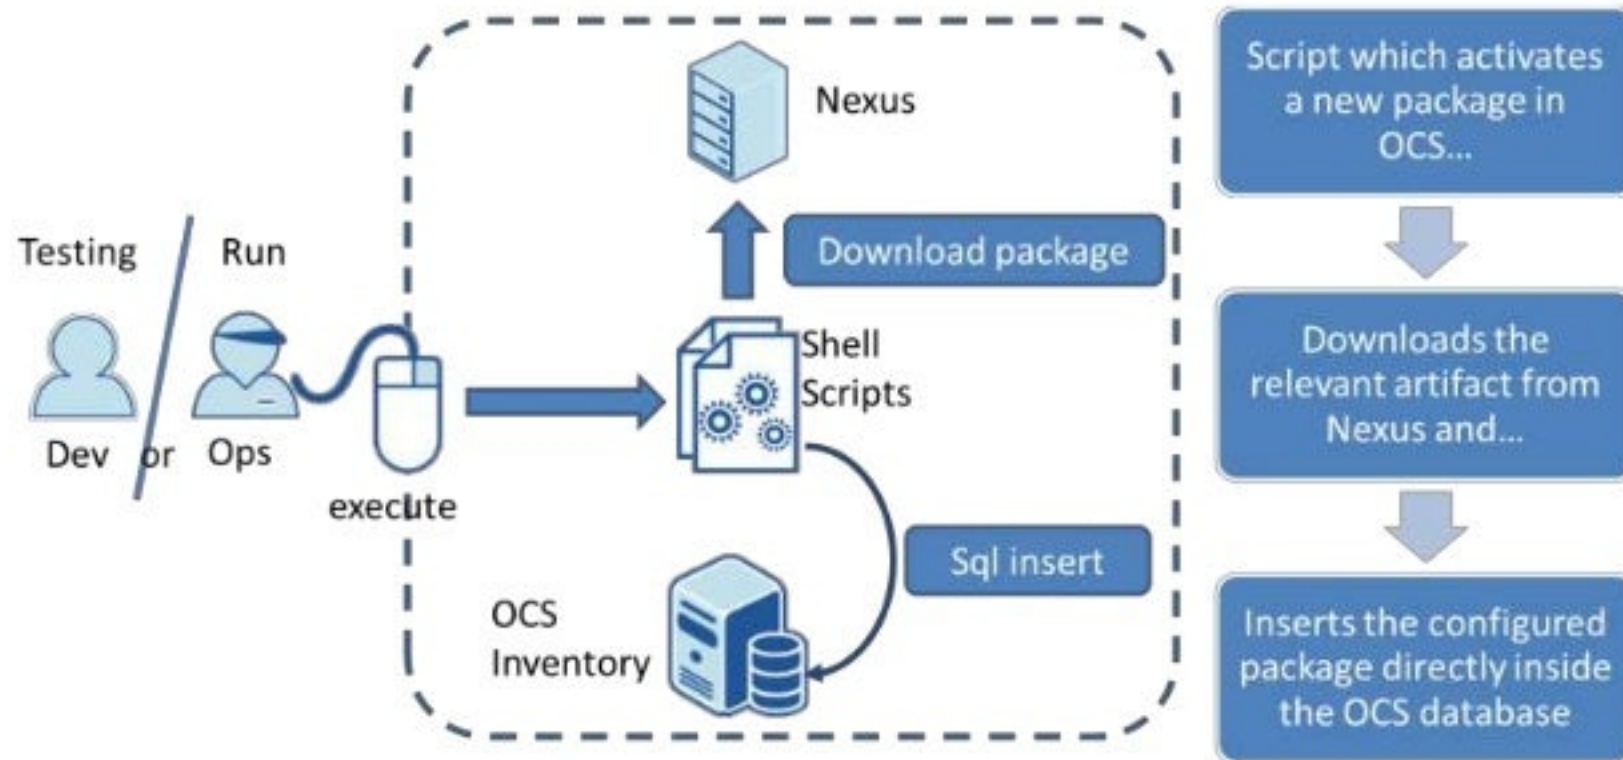 Testing
Run
Dev or Ops
execute
Nexus
Download package
Shell
Scripts
Sql insert
OCS
Inventory
Script which activates
a new package in
OCS...
Downloads the
relevant artifact from
Nexus and...
Inserts the configured
package directly inside
the OCS database